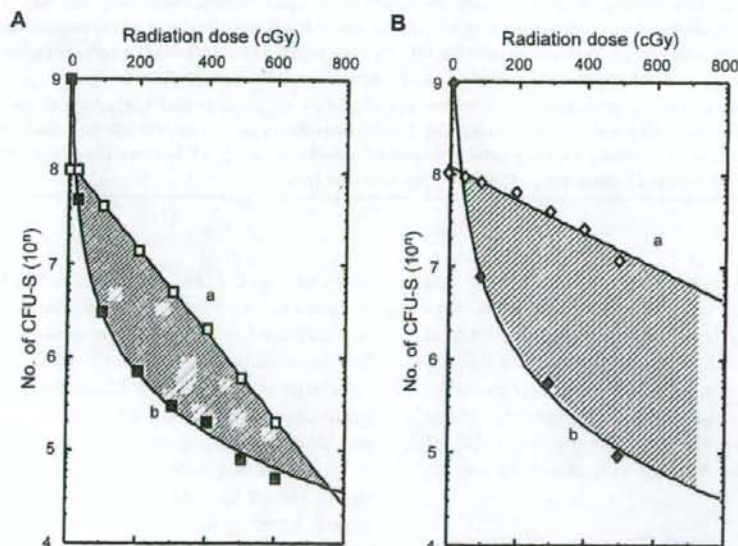 A
Radiation dose (cGy)
0 200 400 600 800
9
8
7
6
5
4
No. of CFU-S (10ⁿ)
a
b
B
Radiation dose (cGy)
0 200 400 600 800
9
8
7
6
5
4
No. of CFU-S (10ⁿ)
a
b